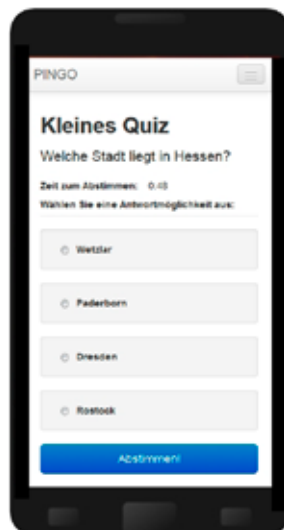 PINGO
Kleines Quiz
Welche Stadt liegt in Hessen?
Zeit zum Abstimmen: 0:48
Wählen Sie eine Antwortmöglichkeit aus:
Wetzlar
Paderborn
Dresden
Rostock
Abstimmen!